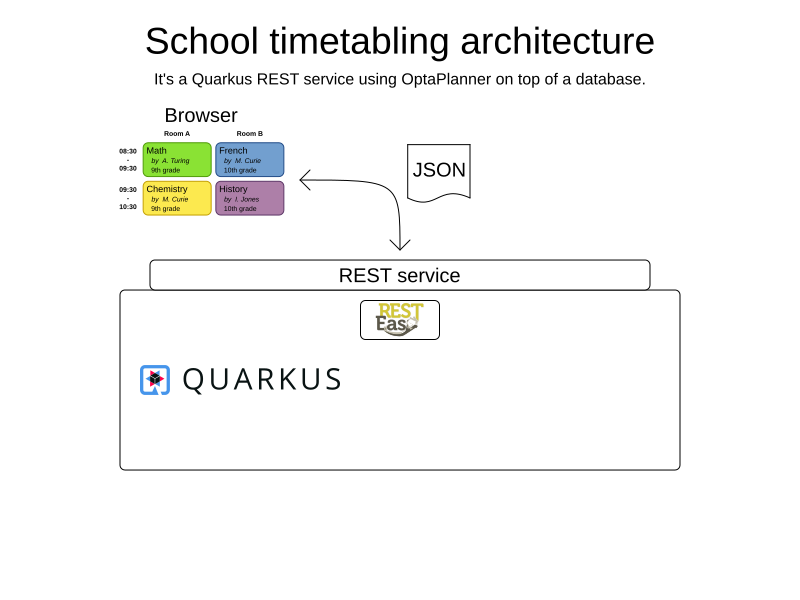 School timetabling architecture
It's a Quarkus REST service using OptaPlanner on top of a database.
Browser
Room A Room B
08:30
-
09:30
Math
by A. Turing
9th grade
French
by M. Curie
10th grade
09:30
-
10:30
Chemistry
by M. Curie
9th grade
History
by I. Jones
10th grade
JSON
REST service
REST
Easy
QUARKUS